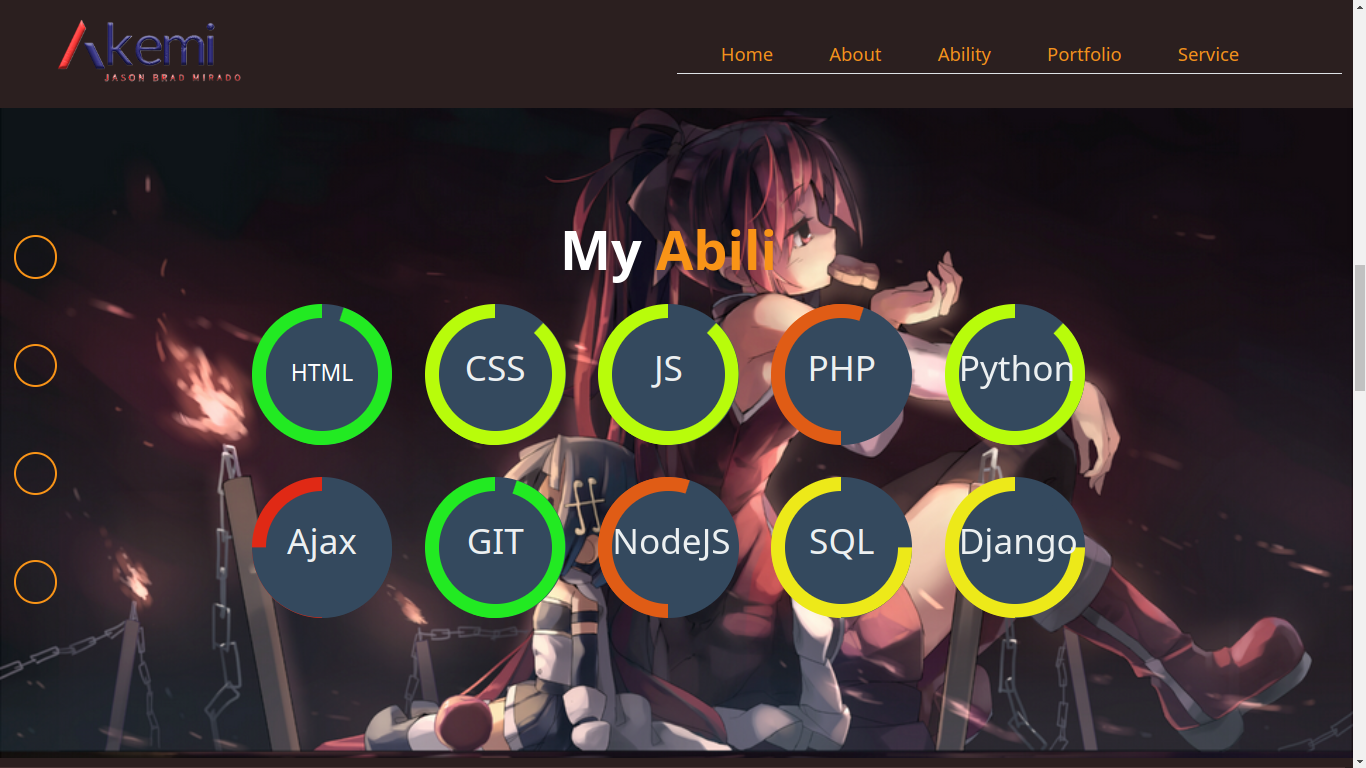 Akemi
JASON BRAD MIRADO
Home About Ability Portfolio Service
My Abili
HTML CSS JS PHP Python
Ajax GIT NodeJS SQL Django